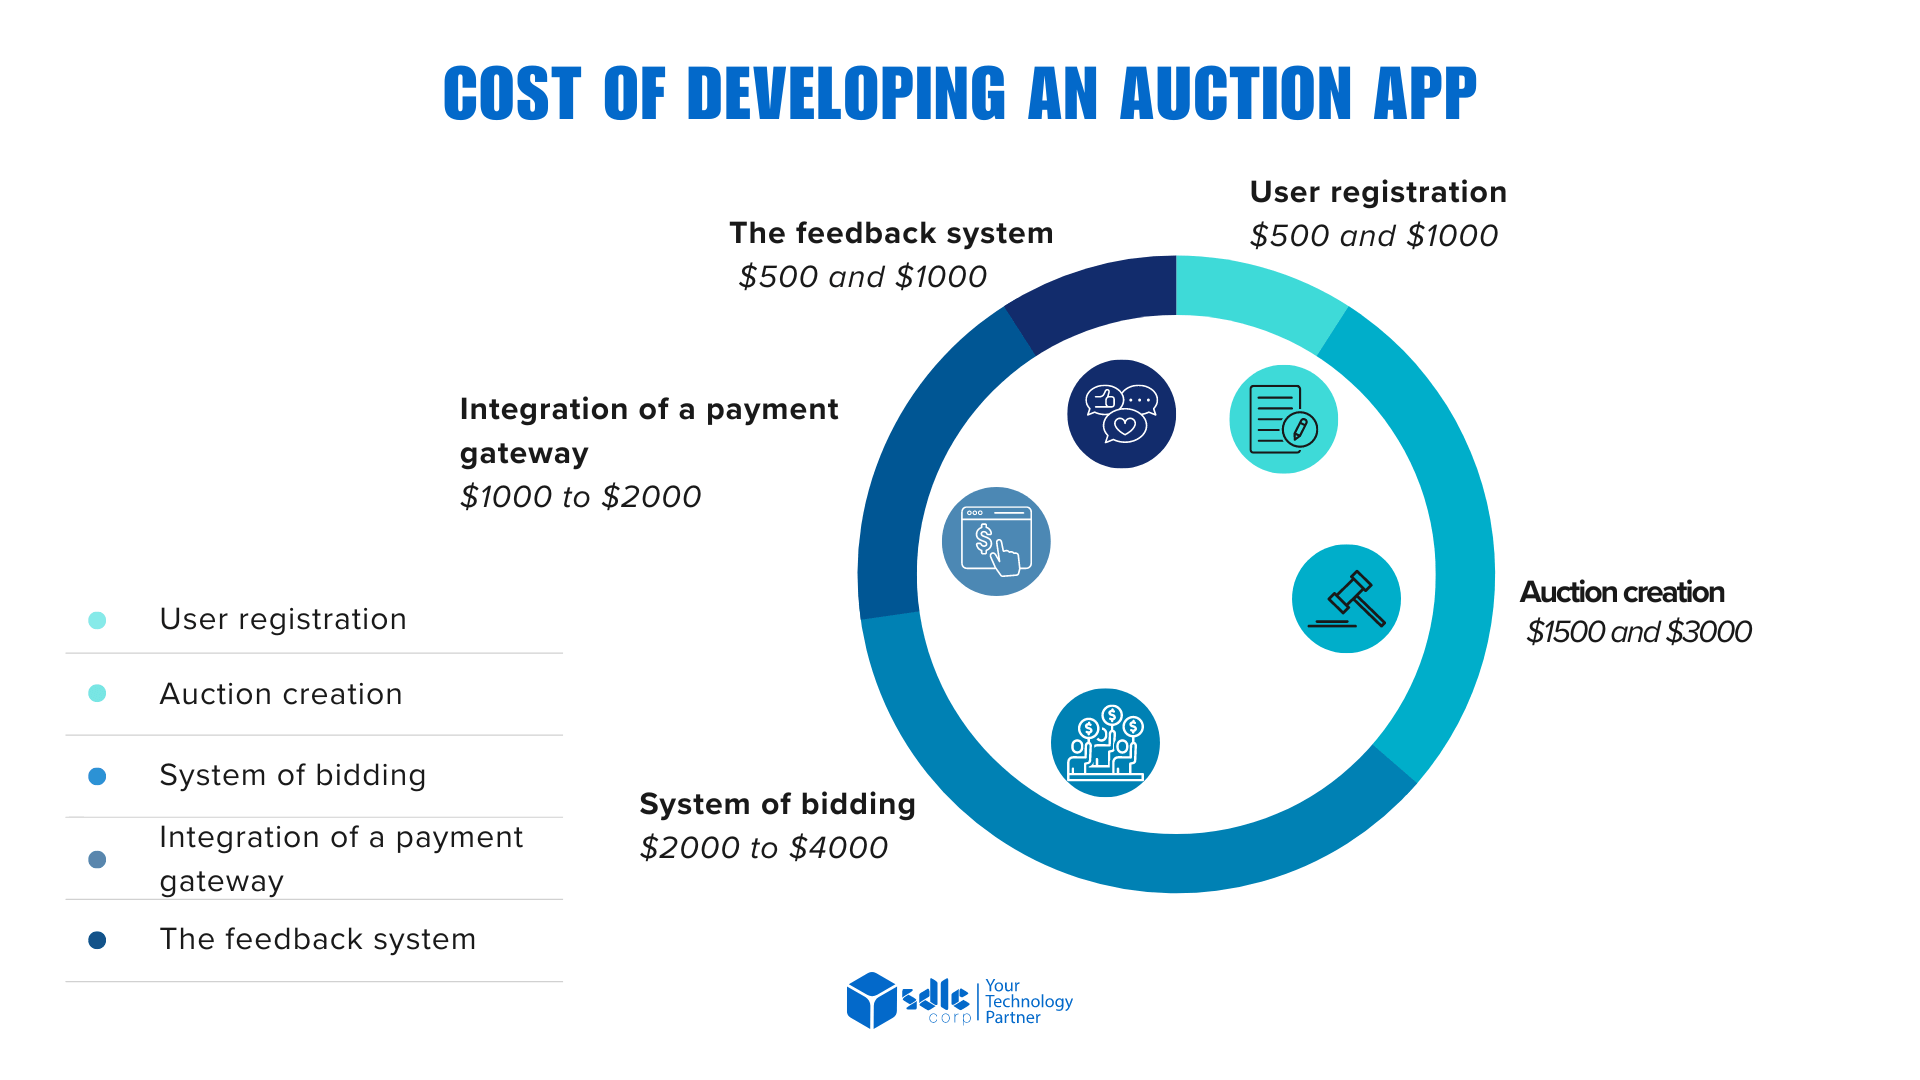 COST OF DEVELOPING AN AUCTION APP
User registration
$500 and $1000
The feedback system
$500 and $1000
Integration of a payment
gateway
$1000 to $2000
Auction creation
$1500 and $3000
System of bidding
$2000 to $4000
User registration
Auction creation
System of bidding
Integration of a payment
gateway
The feedback system
sdlc
corp
Your
Technology
Partner
$
$
$
$